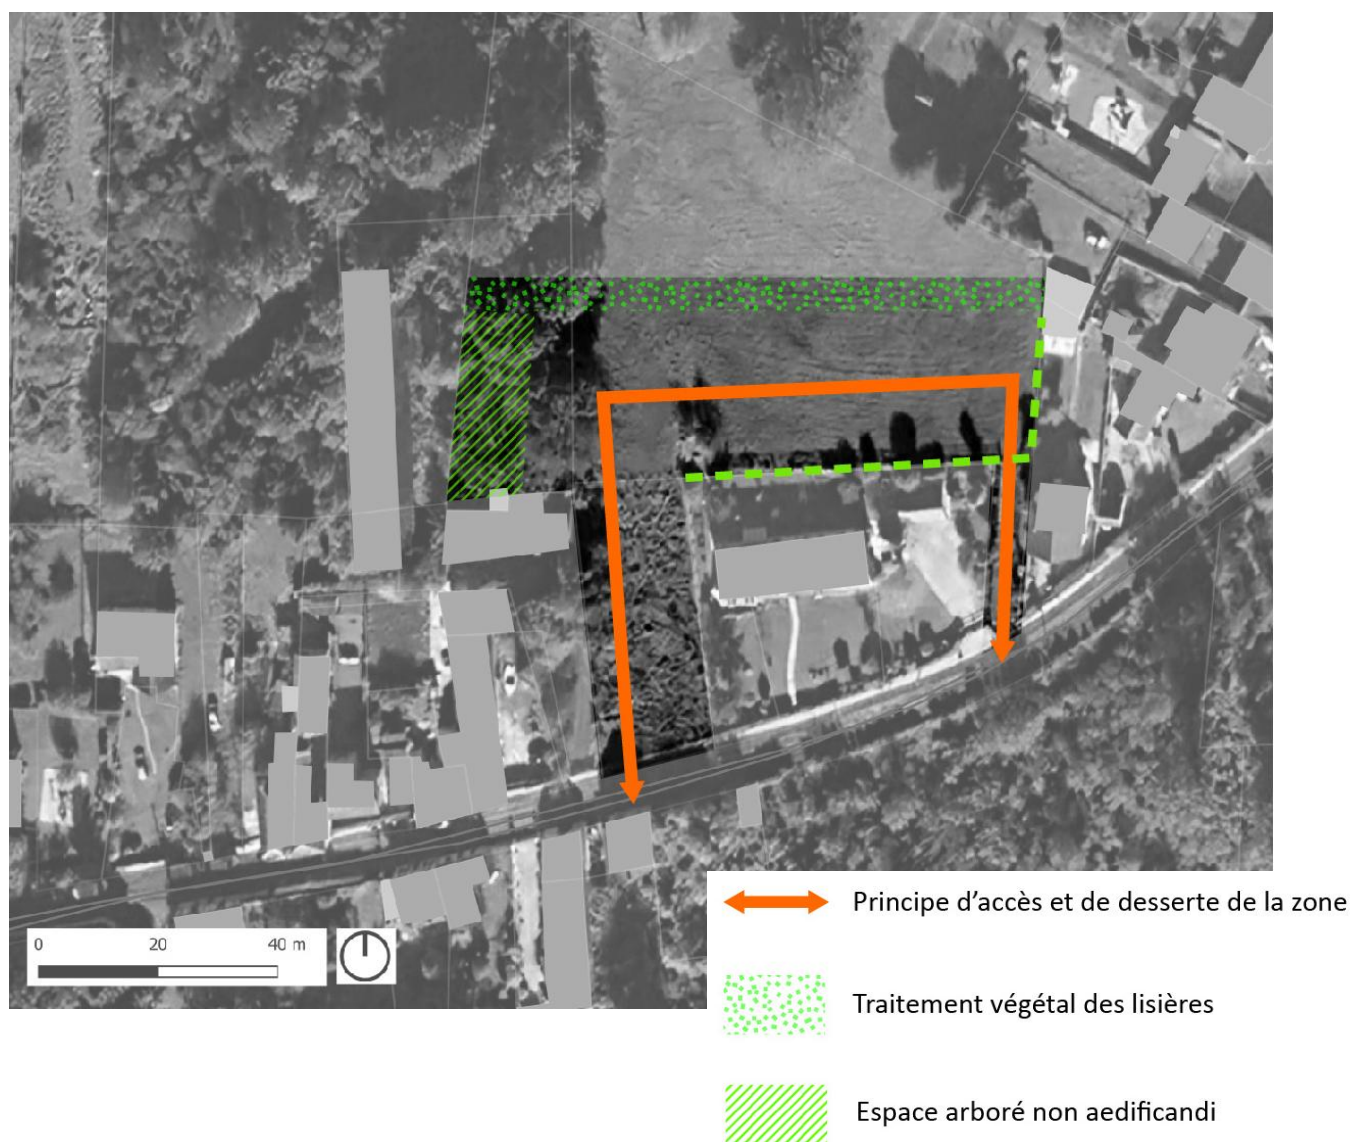 0 20 40 m
Principe d’accès et de desserte de la zone
Traitement végétal des lisières
Espace arboré non aedificandi